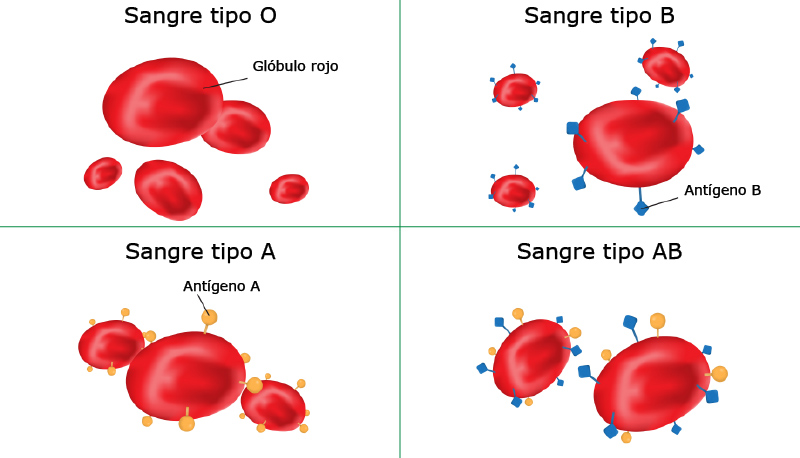 Sangre tipo O
Glóbulo rojo
Sangre tipo B
Antígeno B
Sangre tipo A
Antígeno A
Sangre tipo AB